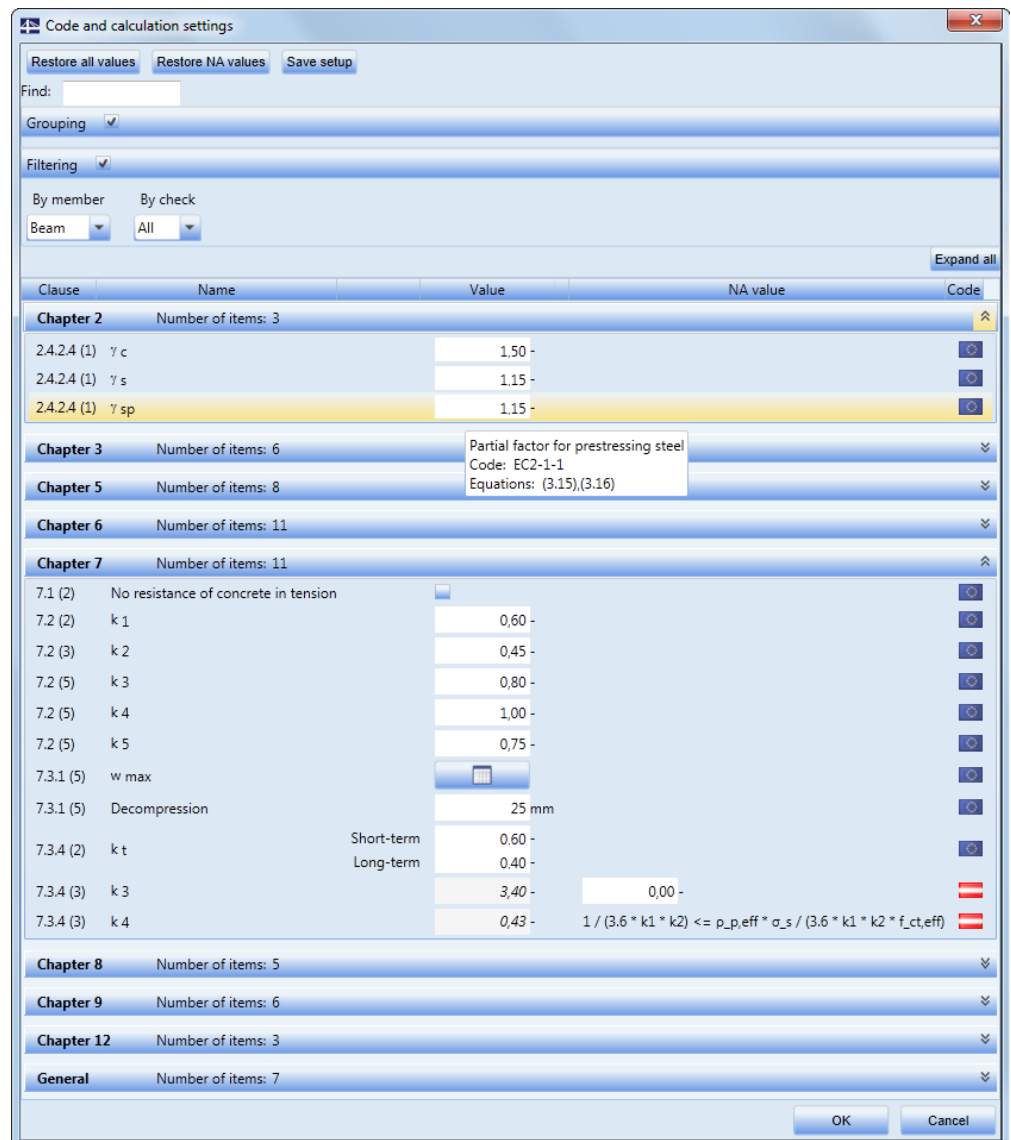 Code and calculation settings
Restore all values Restore NA values Save setup
Find:
Grouping
Filtering
By member By check
Beam All
Expand all
Clause Name Value NA value Code
Chapter 2 Number of items: 3
2.4.2.4 (1) γ c 1,50 -
2.4.2.4 (1) γ s 1,15 -
2.4.2.4 (1) γ sp 1,15 -
Partial factor for prestressing steel
Code: EC2-1-1
Equations: (3.15),(3.16)
Chapter 3 Number of items: 6
Chapter 5 Number of items: 8
Chapter 6 Number of items: 11
Chapter 7 Number of items: 11
7.1 (2) No resistance of concrete in tension
7.2 (2) k 1 0,60 -
7.2 (3) k 2 0,45 -
7.2 (5) k 3 0,80 -
7.2 (5) k 4 1,00 -
7.2 (5) k 5 0,75 -
7.3.1 (5) w max
7.3.1 (5) Decompression 25 mm
7.3.4 (2) k t Short-term 0.60 -
Long-term 0.40 -
7.3.4 (3) k 3 3,40 - 0,00 -
7.3.4 (3) k 4 0,43 - 1 / (3.6 * k1 * k2) <= ρ_p,eff * σ_s / (3.6 * k1 * k2 * f_ct,eff)
Chapter 8 Number of items: 5
Chapter 9 Number of items: 6
Chapter 12 Number of items: 3
General Number of items: 7
OK Cancel